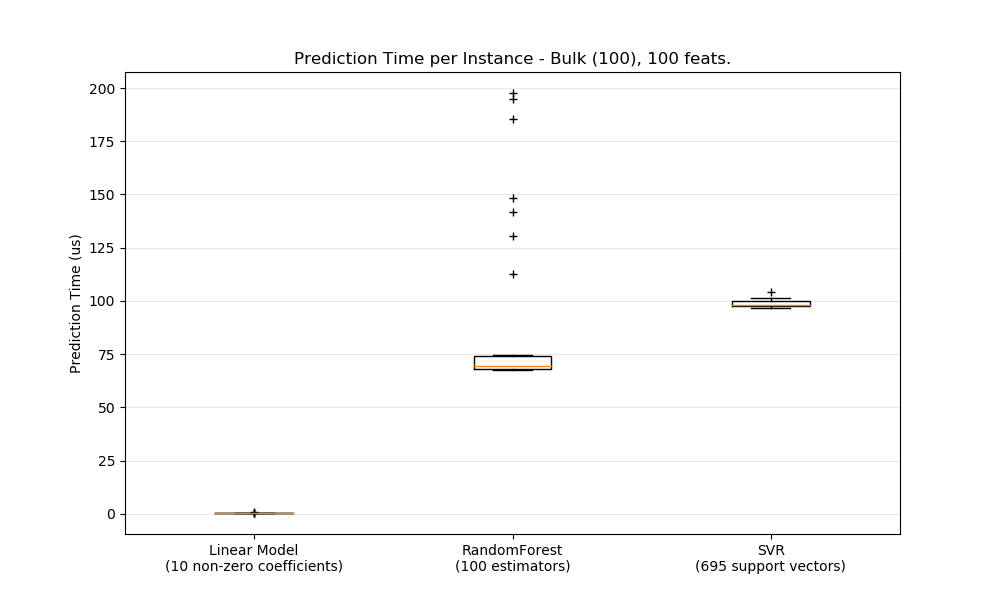 Prediction Time per Instance - Bulk (100), 100 feats.
Prediction Time (us)
200
175
150
125
100
75
50
25
0
Linear Model
(10 non-zero coefficients)
RandomForest
(100 estimators)
SVR
(695 support vectors)